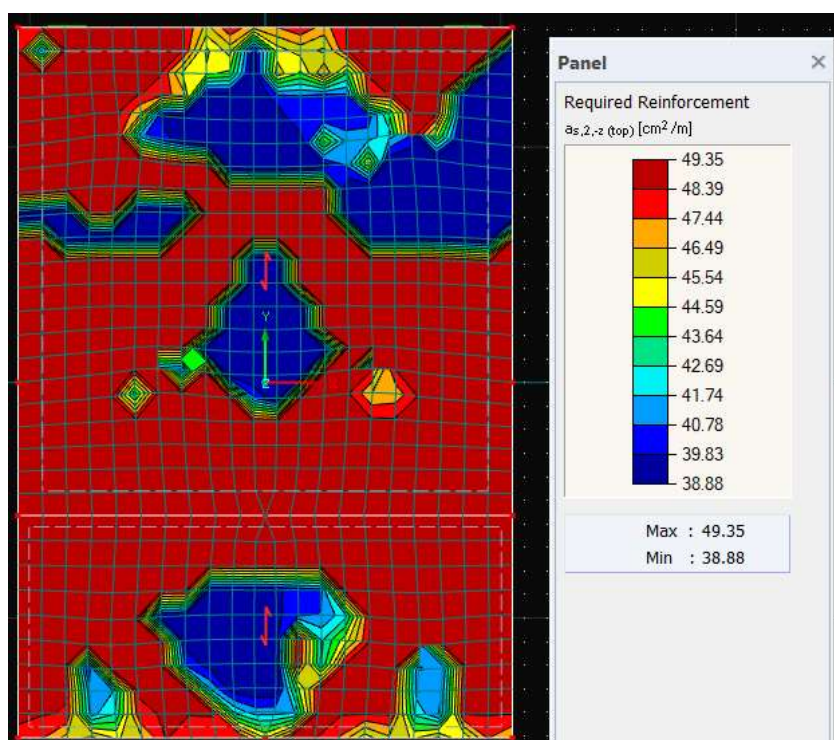 Panel
Required Reinforcement
as,2,-z (top) [cm²/m]
49.35
48.39
47.44
46.49
45.54
44.59
43.64
42.69
41.74
40.78
39.83
38.88
Max : 49.35
Min : 38.88
Y